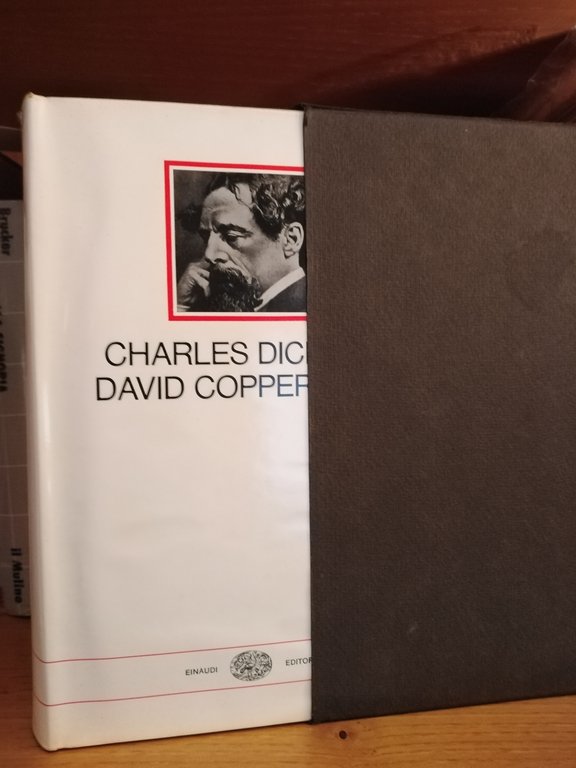 CHARLES DIC
DAVID COPPER
EINAUDI
EDITOR
Brucker
il Mulino